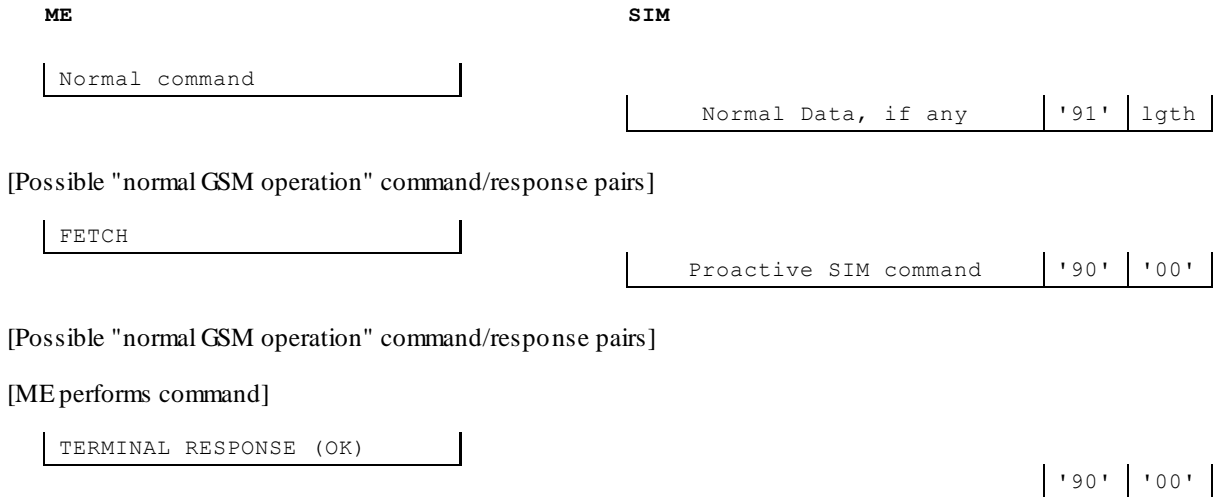 ME SIM
Normal command
Normal Data, if any '91' lgth
[Possible "normal GSM operation" command/response pairs]
FETCH
Proactive SIM command '90' '00'
[Possible "normal GSM operation" command/response pairs]
[ME performs command]
TERMINAL RESPONSE (OK)
'90' '00'